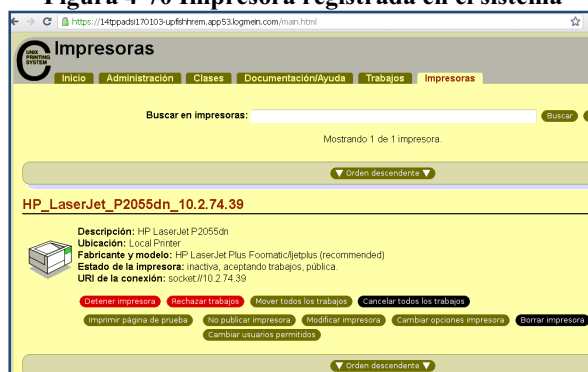 Figura 4-70 Impresora registrada en el sistema
https://14tppadsl170103-upfishhrem.app53.logmein.com/main.html
UNIX PRINTING SYSTEM
Impresoras
Inicio Administración Clases Documentación/Ayuda Trabajos Impresoras
Buscar en impresoras: Buscar
Mostrando 1 de 1 impresora.
▼ Orden descendente ▼
HP_LaserJet_P2055dn_10.2.74.39
Descripción: HP LaserJet P2055dn
Ubicación: Local Printer
Fabricante y modelo: HP LaserJet Plus Foomatic/ljetplus (recommended)
Estado de la impresora: inactiva, aceptando trabajos, pública.
URI de la conexión: socket://10.2.74.39
Detener impresora Rechazar trabajos Mover todos los trabajos Cancelar todos los trabajos
Imprimir página de prueba No publicar impresora Modificar impresora Cambiar opciones impresora Borrar impresora
Cambiar usuarios permitidos
▼ Orden descendente ▼